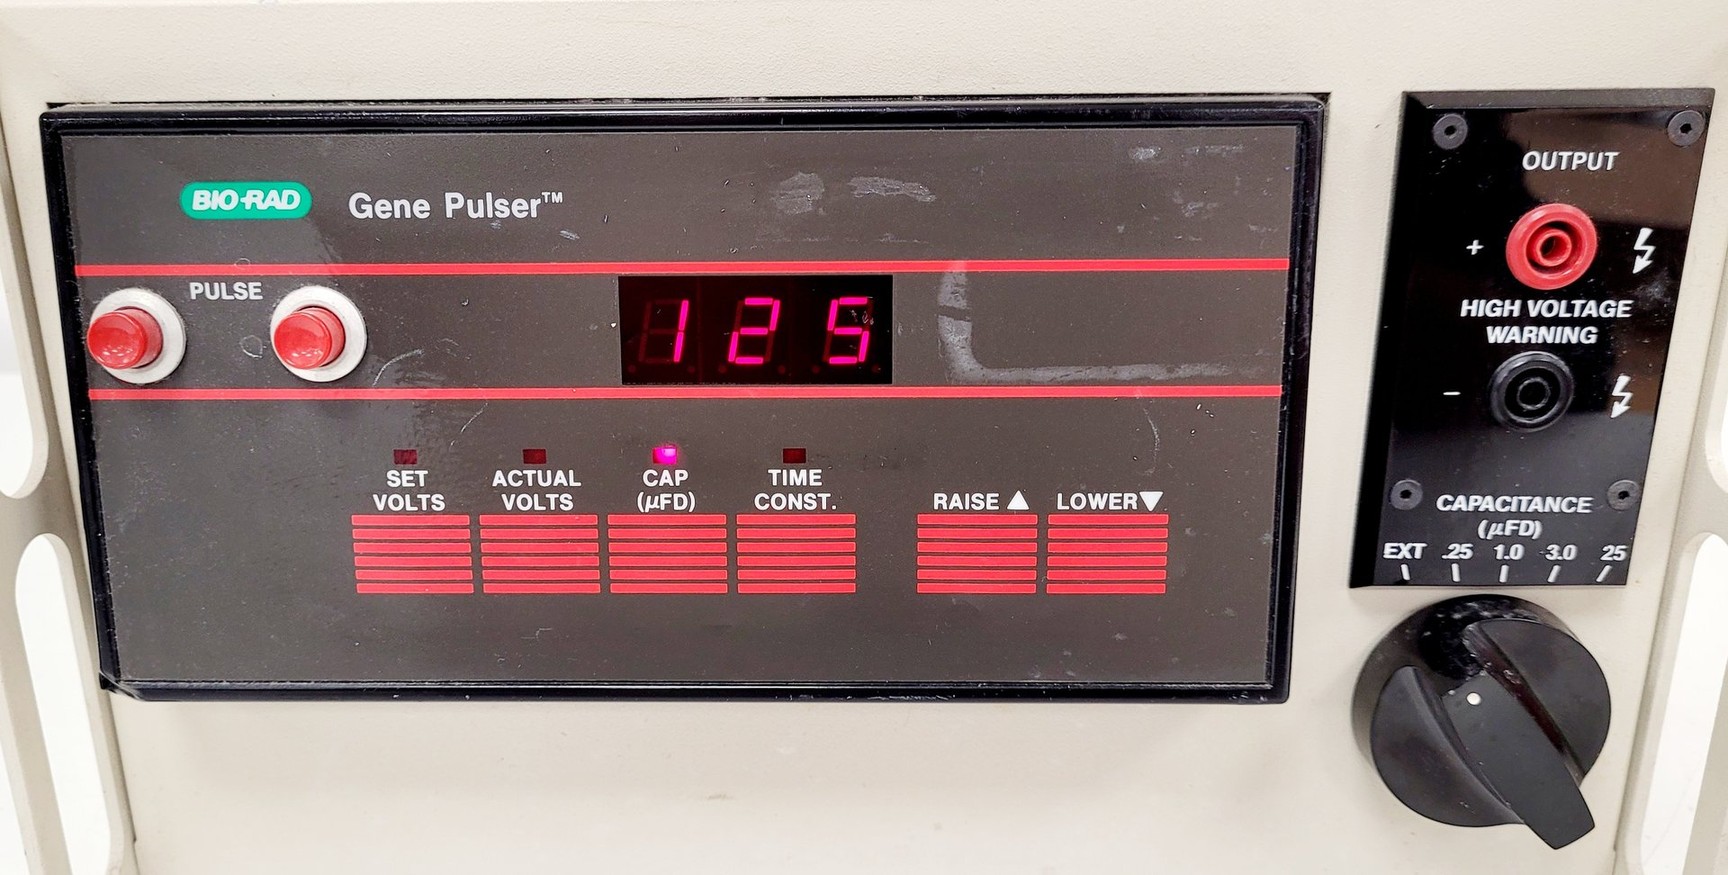 BIO-RAD Gene Pulser™
PULSE
125
SET VOLTS
ACTUAL VOLTS
CAP (µFD)
TIME CONST.
RAISE ▲
LOWER ▼
OUTPUT
+
HIGH VOLTAGE
WARNING
–
CAPACITANCE
(µFD)
EXT .25 1.0 3.0 25